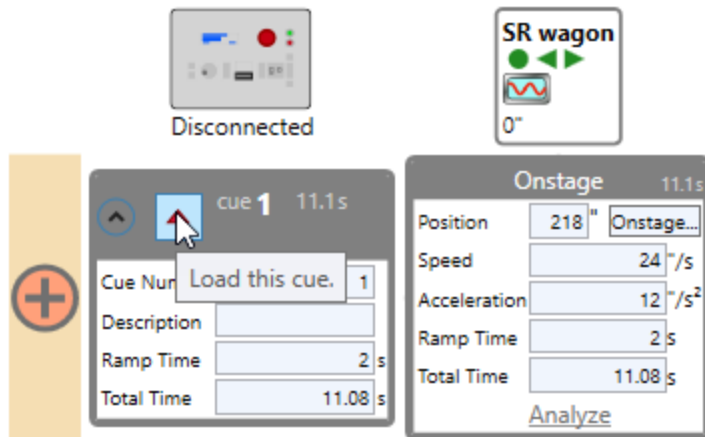 SR wagon
0"
Disconnected
cue 1 11.1s
Load this cue.
Cue Num 1
Description
Ramp Time 2 s
Total Time 11.08 s
Onstage 11.1s
Position 218 " Onstage...
Speed 24 "/s
Acceleration 12 "/s²
Ramp Time 2 s
Total Time 11.08 s
Analyze